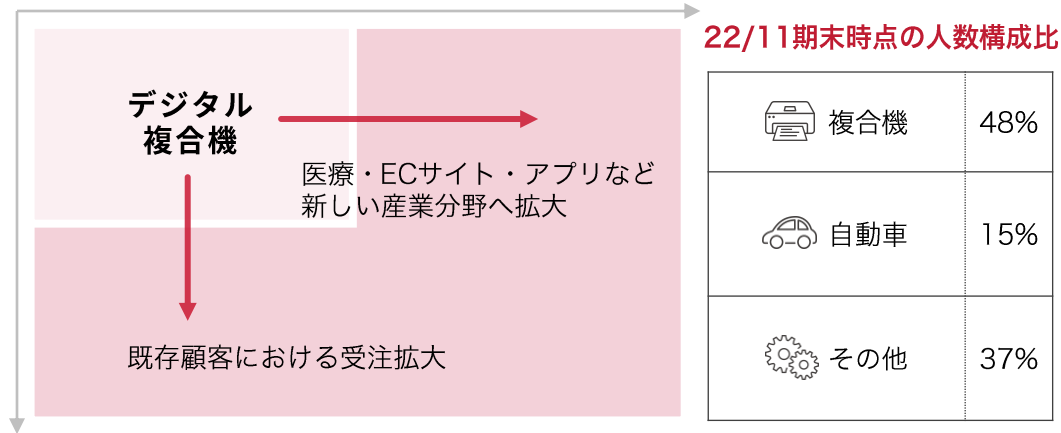 デジタル
複合機
医療・ECサイト・アプリなど
新しい産業分野へ拡大
既存顧客における受注拡大
22/11期末時点の人数構成比
複合機 48%
自動車 15%
その他 37%